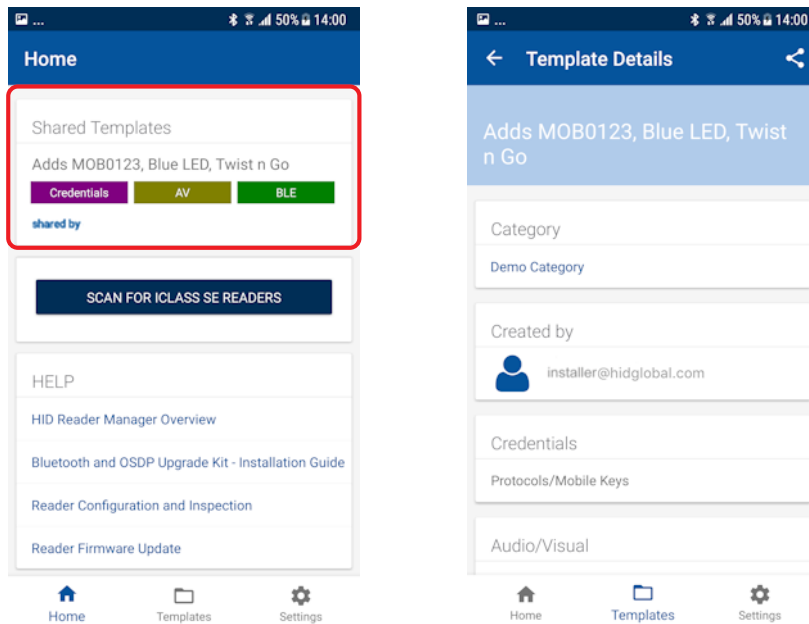 ... 50% 14:00
Home
Shared Templates
Adds MOB0123, Blue LED, Twist n Go
Credentials AV BLE
shared by
SCAN FOR ICLASS SE READERS
HELP
HID Reader Manager Overview
Bluetooth and OSDP Upgrade Kit - Installation Guide
Reader Configuration and Inspection
Reader Firmware Update
Home Templates Settings
... 50% 14:00
Template Details
Adds MOB0123, Blue LED, Twist
n Go
Category
Demo Category
Created by
installer@hidglobal.com
Credentials
Protocols/Mobile Keys
Audio/Visual
Home Templates Settings